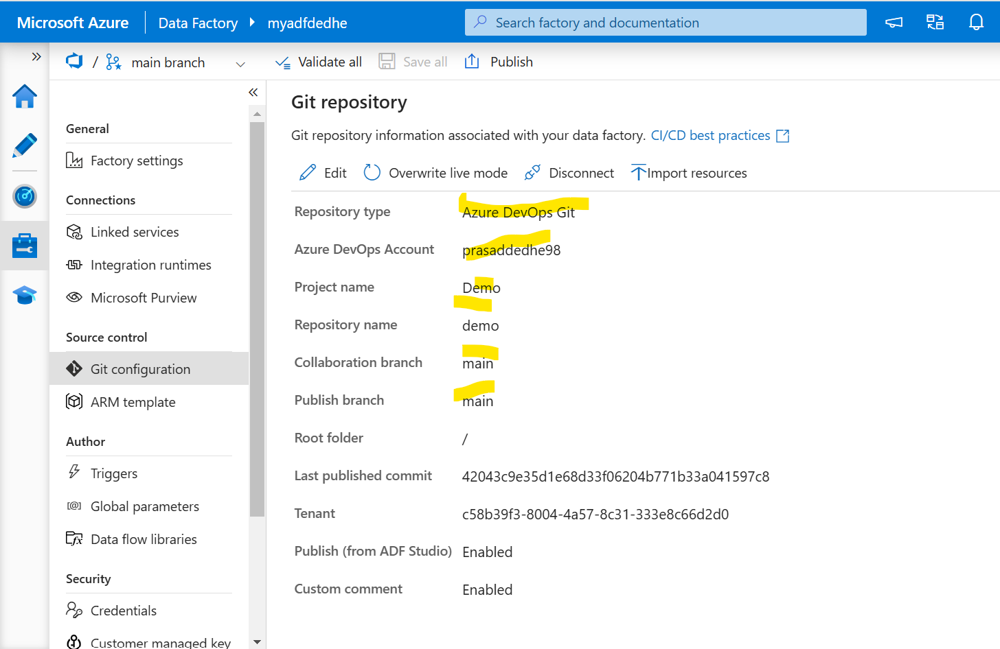 Microsoft Azure Data Factory myadfdedhe Search factory and documentation
/ main branch Validate all Save all Publish
General
Factory settings
Connections
Linked services
Integration runtimes
Microsoft Purview
Source control
Git configuration
ARM template
Author
Triggers
Global parameters
Data flow libraries
Security
Credentials
Customer managed key
Git repository
Git repository information associated with your data factory. CI/CD best practices
Edit Overwrite live mode Disconnect Import resources
Repository type Azure DevOps Git
Azure DevOps Account prasaddedhe98
Project name Demo
Repository name demo
Collaboration branch main
Publish branch main
Root folder /
Last published commit 42043c9e35d1e68d33f06204b771b33a041597c8
Tenant c58b39f3-8004-4a57-8c31-333e8c66d2d0
Publish (from ADF Studio) Enabled
Custom comment Enabled